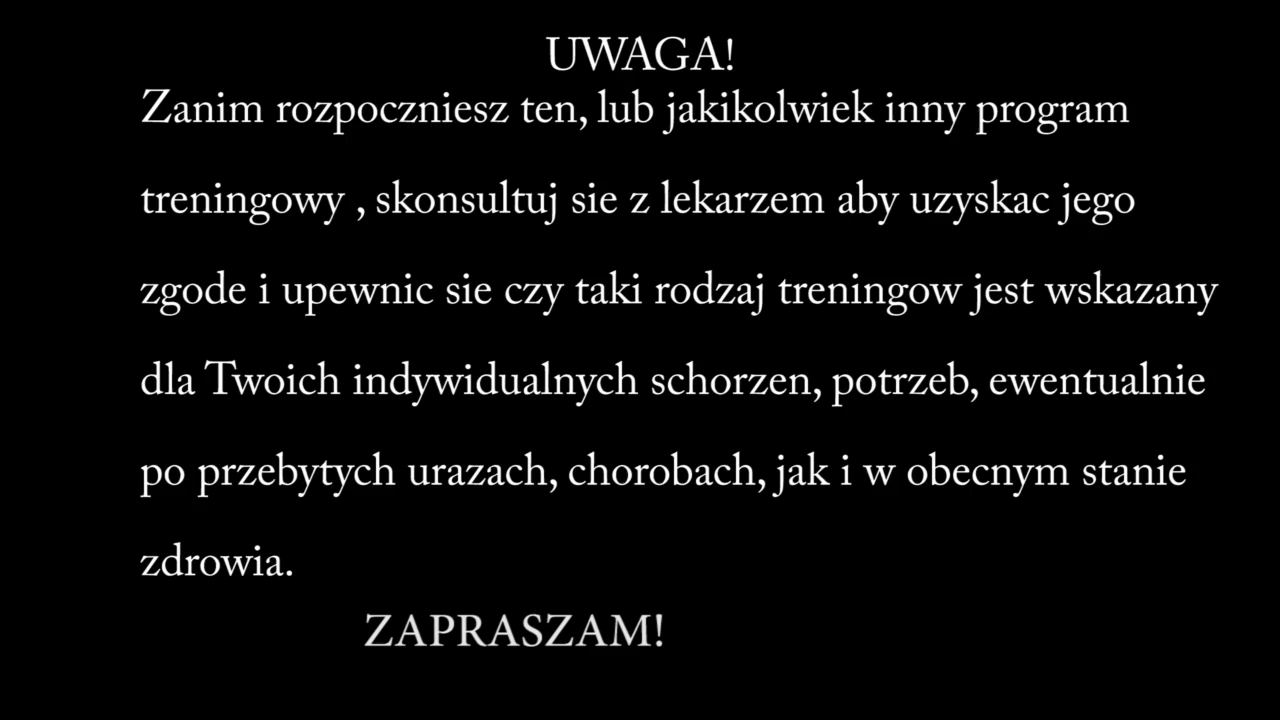 UWAGA!
Zanim rozpoczniesz ten, lub jakikolwiek inny program
treningowy , skonsultuj sie z lekarzem aby uzyskac jego
zgode i upewnic sie czy taki rodzaj treningow jest wskazany
dla Twoich indywidualnych schorzen, potrzeb, ewentualnie
po przebytych urazach, chorobach, jak i w obecnym stanie
zdrowia.
ZAPRASZAM!